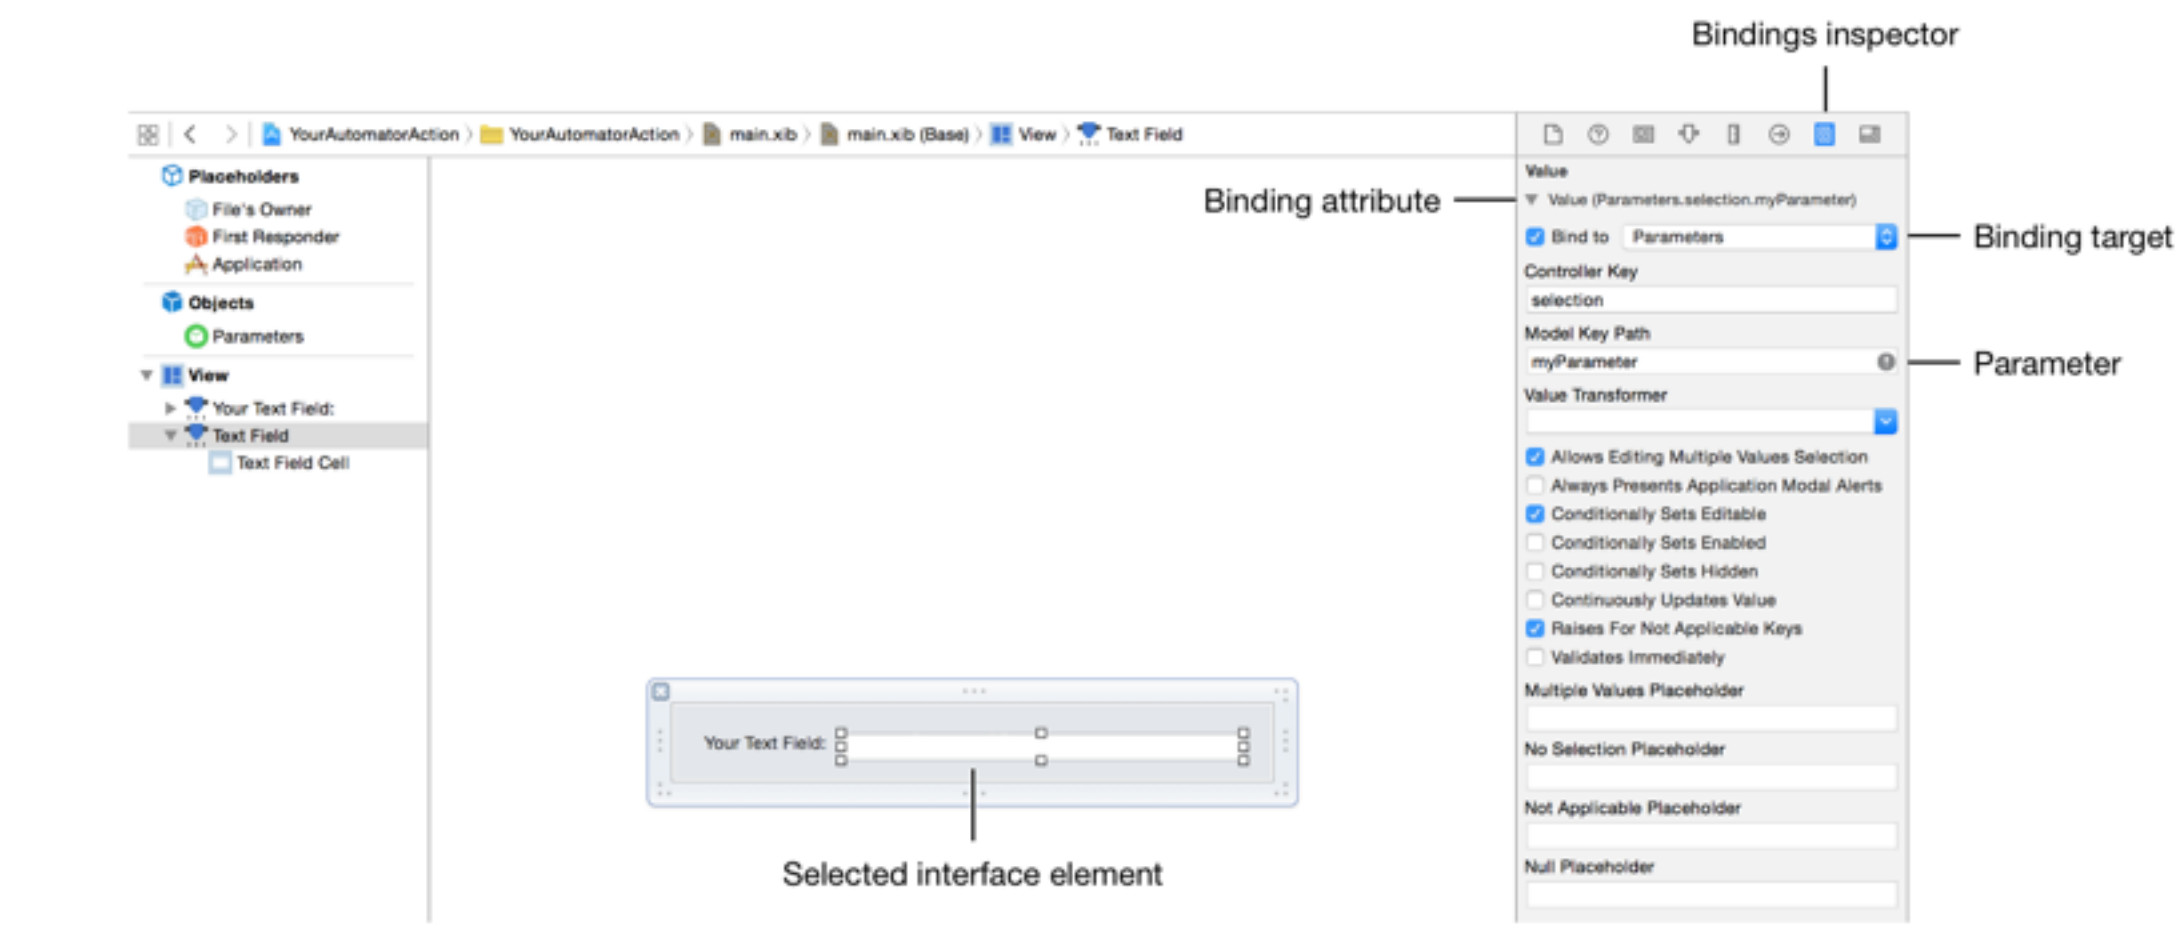 Bindings inspector
YourAutomatorAction YourAutomatorAction main.xib main.xib (Base) View Text Field
Placeholders
File's Owner
First Responder
Application
Objects
Parameters
View
Your Text Field:
Text Field
Text Field Cell
Your Text Field:
Selected interface element
Binding attribute
Value
Value (Parameters.selection.myParameter)
Bind to Parameters
Binding target
Controller Key
selection
Model Key Path
myParameter
Parameter
Value Transformer
Allows Editing Multiple Values Selection
Always Presents Application Modal Alerts
Conditionally Sets Editable
Conditionally Sets Enabled
Conditionally Sets Hidden
Continuously Updates Value
Raises For Not Applicable Keys
Validates Immediately
Multiple Values Placeholder
No Selection Placeholder
Not Applicable Placeholder
Null Placeholder